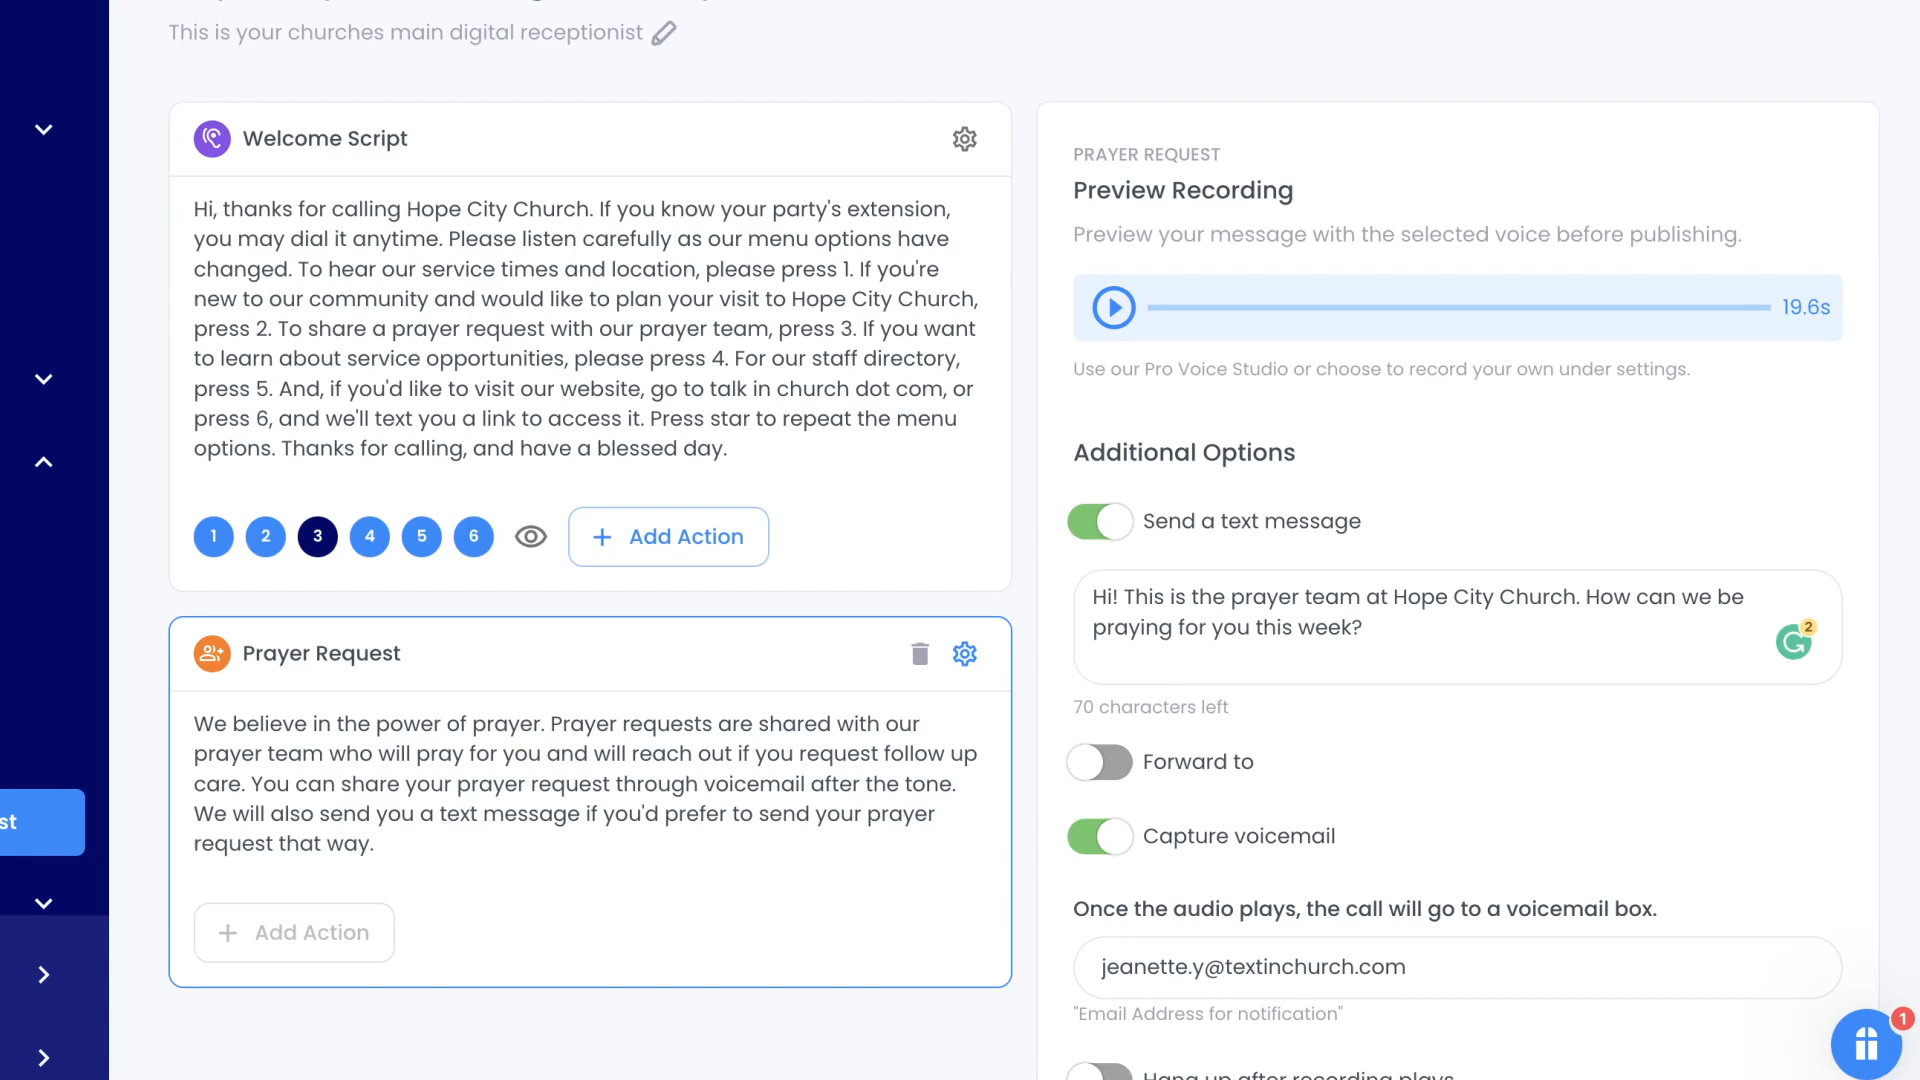 This is your churches main digital receptionist
Welcome Script
Hi, thanks for calling Hope City Church. If you know your party's extension,
you may dial it anytime. Please listen carefully as our menu options have
changed. To hear our service times and location, please press 1. If you're
new to our community and would like to plan your visit to Hope City Church,
press 2. To share a prayer request with our prayer team, press 3. If you want
to learn about service opportunities, please press 4. For our staff directory,
press 5. And, if you'd like to visit our website, go to talk in church dot com, or
press 6, and we'll text you a link to access it. Press star to repeat the menu
options. Thanks for calling, and have a blessed day.
1 2 3 4 5 6
+ Add Action
Prayer Request
We believe in the power of prayer. Prayer requests are shared with our
prayer team who will pray for you and will reach out if you request follow up
care. You can share your prayer request through voicemail after the tone.
We will also send you a text message if you'd prefer to send your prayer
request that way.
+ Add Action
st
PRAYER REQUEST
Preview Recording
Preview your message with the selected voice before publishing.
19.6s
Use our Pro Voice Studio or choose to record your own under settings.
Additional Options
Send a text message
Hi! This is the prayer team at Hope City Church. How can we be
praying for you this week?
2
70 characters left
Forward to
Capture voicemail
Once the audio plays, the call will go to a voicemail box.
jeanette.y@textinchurch.com
"Email Address for notification"
1
Hang up after recording plays